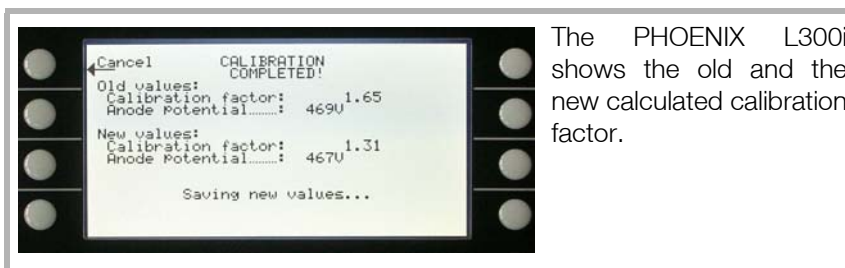 Cancel CALIBRATION
COMPLETED!
Old values:
Calibration factor: 1.65
Anode Potential........: 469V
New values:
Calibration factor: 1.31
Anode Potential........: 467V
Saving new values...
The PHOENIX L300i
shows the old and the
new calculated calibration
factor.